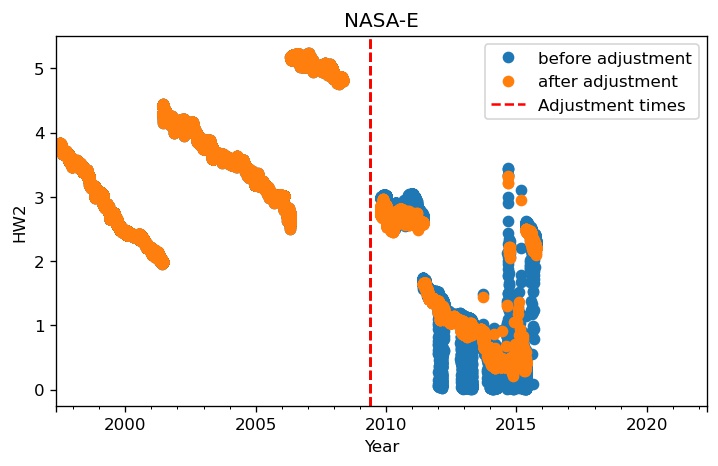 NASA-E
before adjustment
after adjustment
Adjustment times
HW2
5
4
3
2
1
0
2000 2005 2010 2015 2020
Year